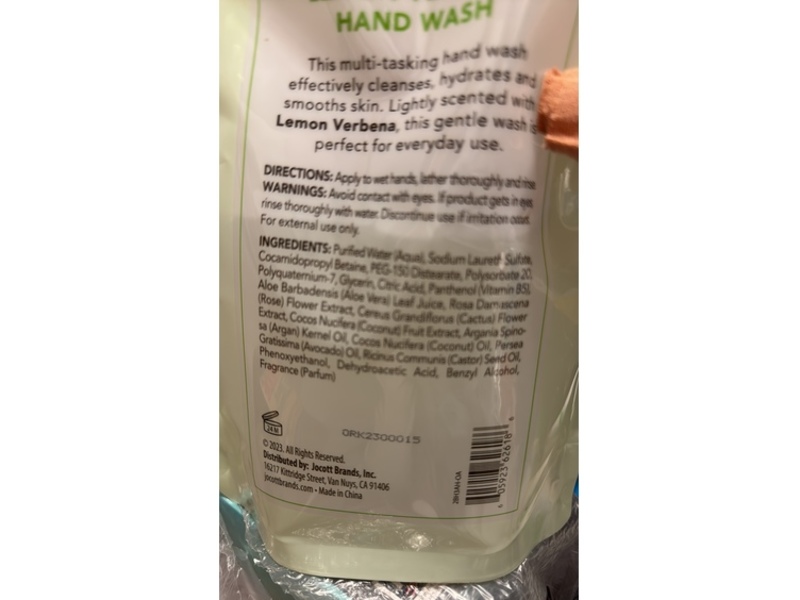 HAND WASH
This multi-tasking hand wash
effectively cleanses, hydrates and
smooths skin. Lightly scented with
Lemon Verbena, this gentle wash is
perfect for everyday use.
DIRECTIONS: Apply to wet hands, lather thoroughly and rinse
WARNINGS: Avoid contact with eyes. If product gets in eyes,
rinse thoroughly with water. Discontinue use if irritation occurs.
For external use only.
INGREDIENTS: Purified Water (Aqua), Sodium Laureth Sulfate,
Cocamidopropyl Betaine, PEG-150 Distearate, Polysorbate 20,
Polyquaternium-7, Glycerin, Citric Acid, Panthenol (Vitamin B5),
Aloe Barbadensis (Aloe Vera) Leaf Juice, Rosa Damascena
(Rose) Flower Extract, Cereus Grandiflorus (Cactus) Flower
Extract, Cocos Nucifera (Coconut) Fruit Extract, Argania Spino-
sa (Argan) Kernel Oil, Cocos Nucifera (Coconut) Oil, Persea
Gratissima (Avocado) Oil, Ricinus Communis (Castor) Seed Oil,
Phenoxyethanol, Dehydroacetic Acid, Benzyl Alcohol,
Fragrance (Parfum)
24 M
ORK2300015
© 2023. All Rights Reserved.
Distributed by: Jocott Brands, Inc.
16217 Kittridge Street, Van Nuys, CA 91406
jocottbrands.com • Made in China
6 05923 62618 6